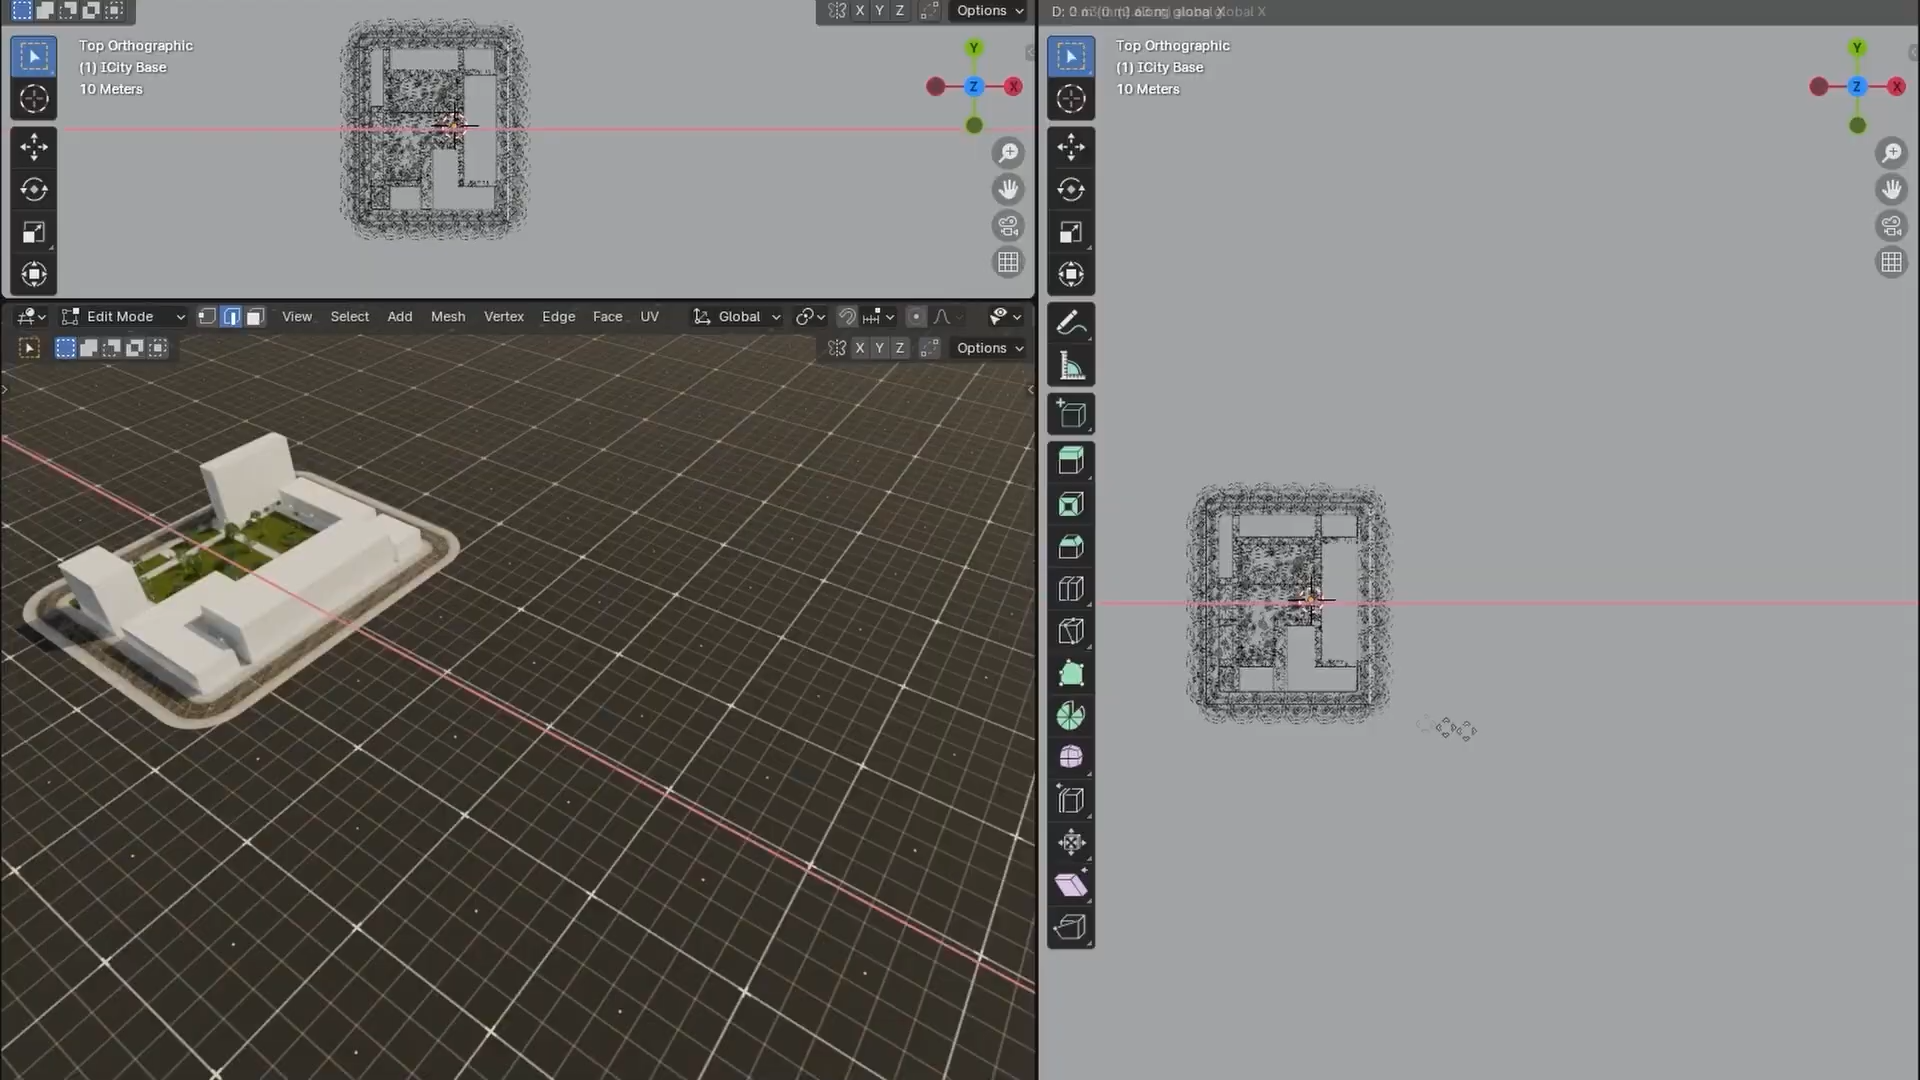 X Y Z Options
Top Orthographic
(1) ICity Base
10 Meters
Y
Z
X
Edit Mode View Select Add Mesh Vertex Edge Face UV Global
X Y Z Options
global X
Top Orthographic
(1) ICity Base
10 Meters
Y
Z
X